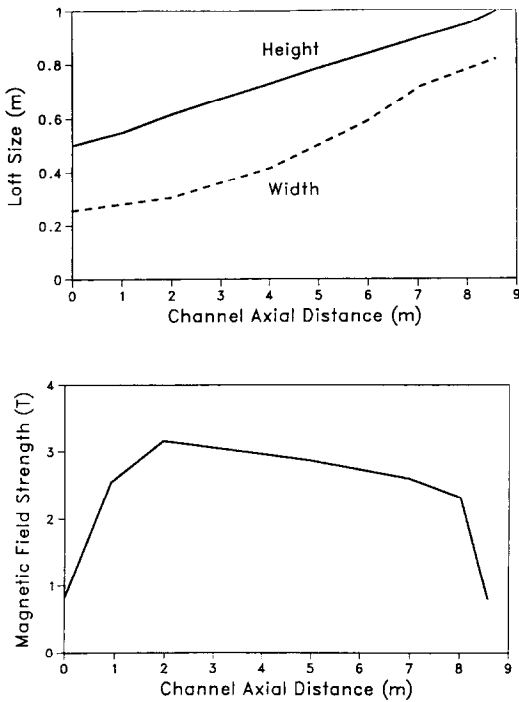 1
0.8
0.6
0.4
0.2
0
Loft Size (m)
Height
Width
0 1 2 3 4 5 6 7 8 9
Channel Axial Distance (m)
4
3
2
1
0
Magnetic Field Strength (T)
0 1 2 3 4 5 6 7 8 9
Channel Axial Distance (m)